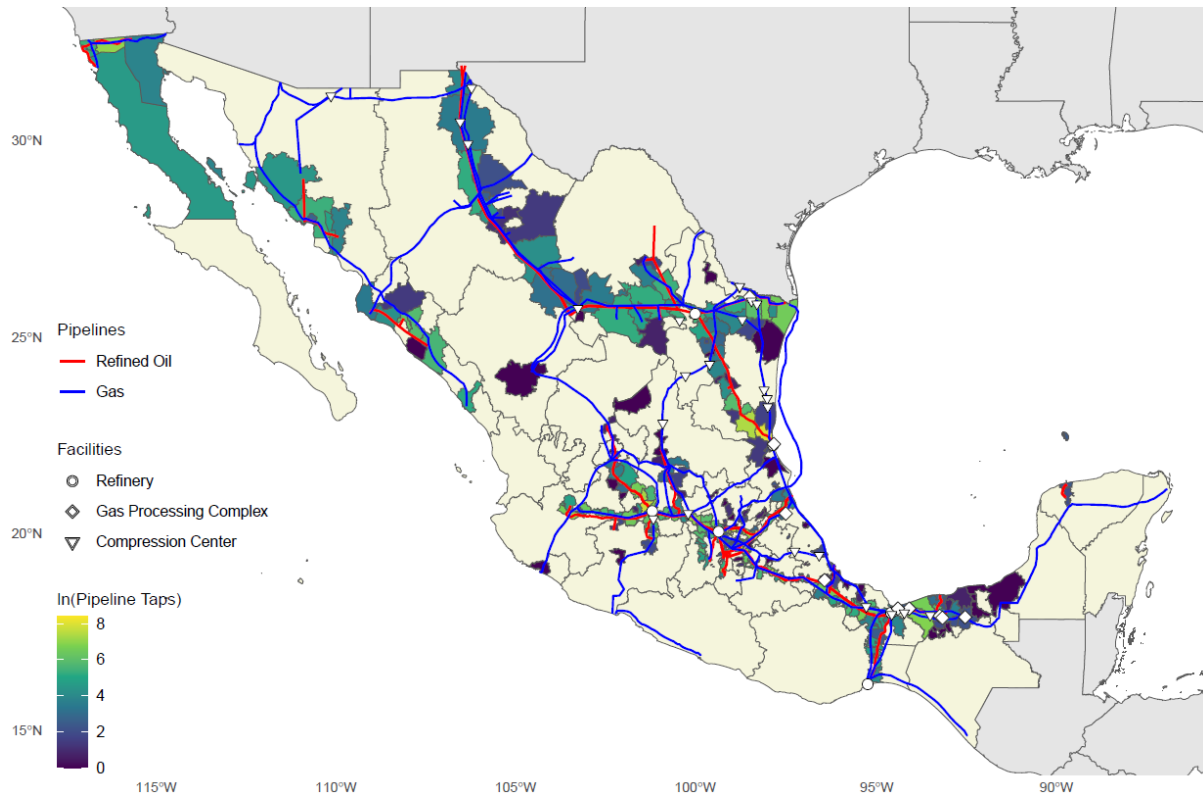 30°N
25°N
20°N
15°N
Pipelines
Refined Oil
Gas
Facilities
Refinery
Gas Processing Complex
Compression Center
ln(Pipeline Taps)
8
6
4
2
0
115°W
110°W
105°W
100°W
95°W
90°W